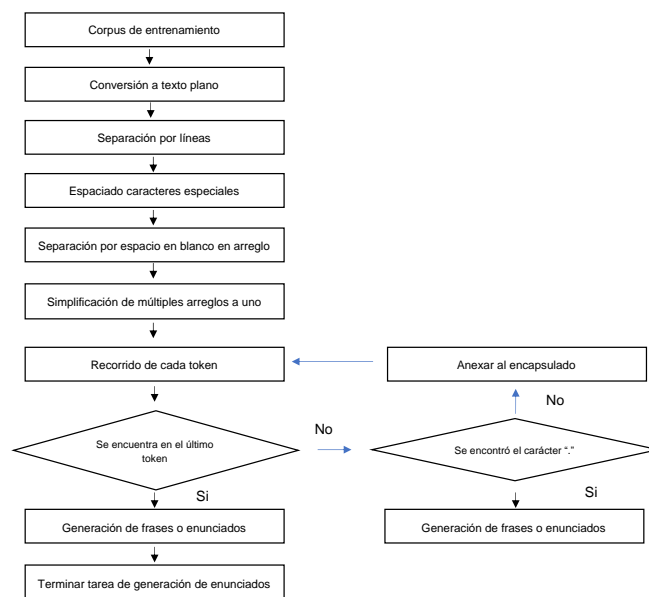 Corpus de entrenamiento
Conversión a texto plano
Separación por líneas
Espaciado caracteres especiales
Separación por espacio en blanco en arreglo
Simplificación de múltiples arreglos a uno
Recorrido de cada token
Anexar al encapsulado
No
Se encuentra en el último
token
No
Se encontró el carácter “.”
Si
Si
Generación de frases o enunciados
Generación de frases o enunciados
Terminar tarea de generación de enunciados